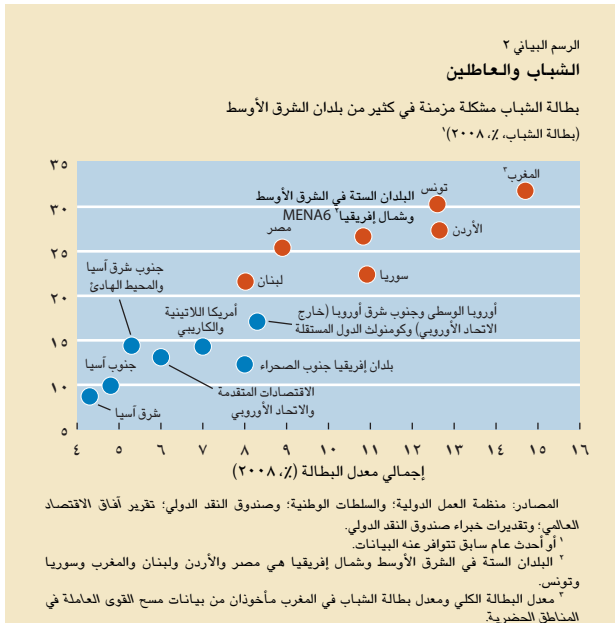 الرسم البياني ٢
الشباب والعاطلين
بطالة الشباب مشكلة مزمنة في كثير من بلدان الشرق الأوسط
(بطالة الشباب، ٪، ٢٠٠٨)¹
٣٥
٣٠
٢٥
٢٠
١٥
١٠
٥
المغرب³
تونس
البلدان الستة في الشرق الأوسط
وشمال إفريقيا² MENA6
الأردن
مصر
سوريا
لبنان
جنوب شرق آسيا
والمحيط الهادئ
أمريكا اللاتينية
والكاريبي
أوروبا الوسطى وجنوب شرق أوروبا (خارج
الاتحاد الأوروبي) وكومنولث الدول المستقلة
بلدان إفريقيا جنوب الصحراء
جنوب آسيا
الاقتصادات المتقدمة
والاتحاد الأوروبي
شرق آسيا
٤ ٥ ٦ ٧ ٨ ٩ ١٠ ١١ ١٢ ١٣ ١٤ ١٥ ١٦
إجمالي معدل البطالة (٪، ٢٠٠٨)
المصادر: منظمة العمل الدولية؛ والسلطات الوطنية؛ وصندوق النقد الدولي؛ تقرير آفاق الاقتصاد
العالمي؛ وتقديرات خبراء صندوق النقد الدولي.
¹ أو أحدث عام سابق تتوافر عنه البيانات.
² البلدان الستة في الشرق الأوسط وشمال إفريقيا هي مصر والأردن ولبنان والمغرب وسوريا
وتونس.
³ معدل البطالة الكلي ومعدل بطالة الشباب في المغرب مأخوذان من بيانات مسح القوى العاملة في
المناطق الحضرية.